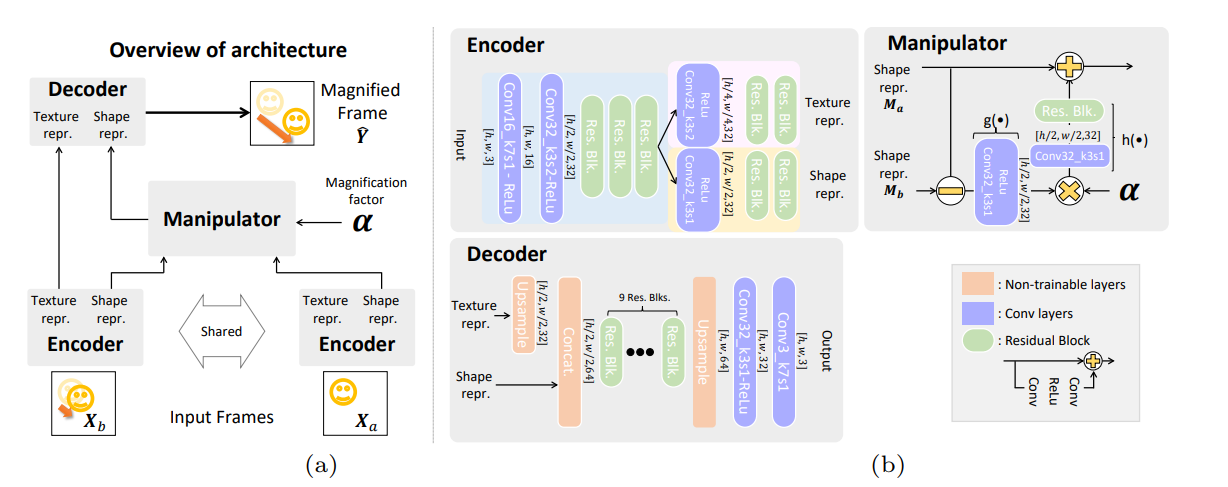 Overview of architecture
Decoder
Texture repr.
Shape repr.
Magnified
Frame
Ŷ
Magnification
factor
α
Manipulator
Texture repr.
Shape repr.
Encoder
Shared
Texture repr.
Shape repr.
Encoder
X_b
Input Frames
X_a
(a)
Encoder
Input
[h,w,3]
Conv16_k7s1 - ReLu
[h,w,16]
Conv32_k3s2-ReLu
[h/2,w/2,32]
Res. Blk.
Res. Blk.
Res. Blk.
ReLu
Conv32_k3s2
[h/4,w/4,32]
Res. Blk.
Res. Blk.
Texture
repr.
ReLu
Conv32_k3s1
[h/2,w/2,32]
Res. Blk.
Res. Blk.
Shape
repr.
Manipulator
Shape
repr.
M_a
Shape
repr.
M_b
g(•)
ReLu
Conv32_k3s1
[h/2,w/2,32]
Res. Blk.
[h/2,w/2,32]
Conv32_k3s1
h(•)
α
Decoder
Texture
repr.
Upsample
[h/2,w/2,32]
Shape
repr.
Concat.
[h/2,w/2,64]
9 Res. Blks.
Res. Blk.
●●●
Res. Blk.
Upsample
[h,w,64]
Conv32_k3s1-ReLu
[h,w,32]
Conv3_k7s1
[h,w,3]
Output
: Non-trainable layers
: Conv layers
: Residual Block
Conv
ReLu
Conv
(b)